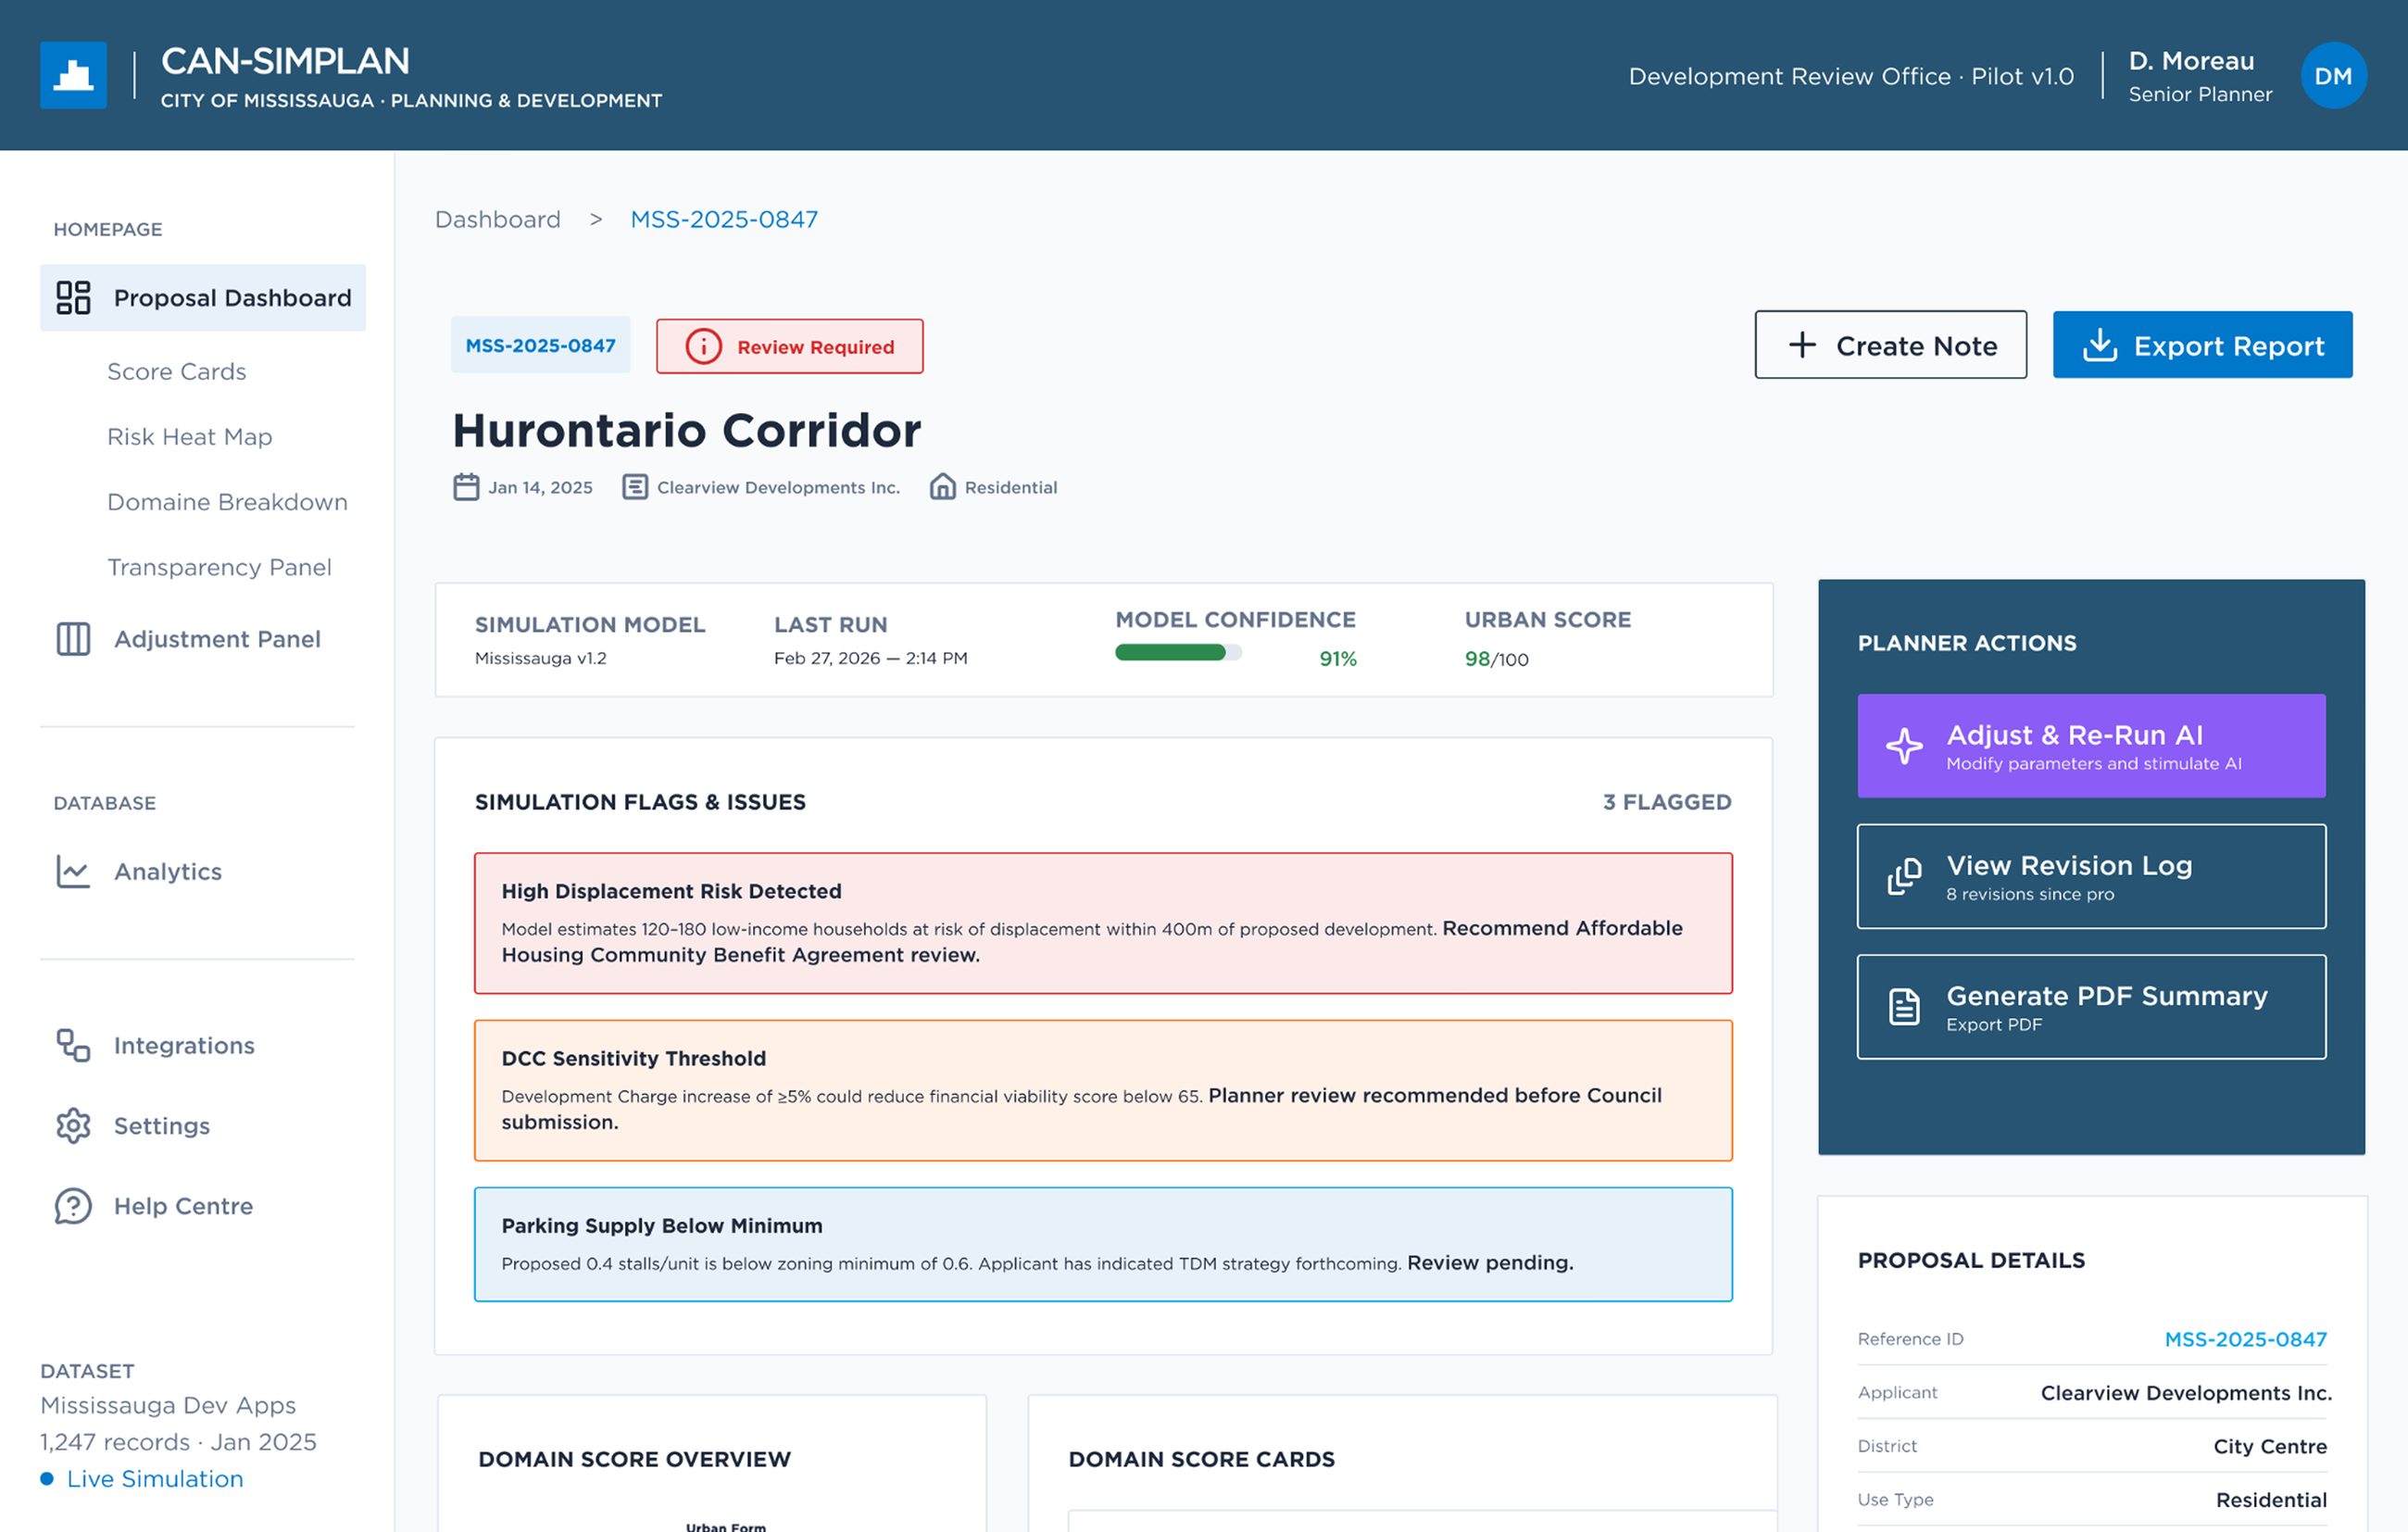 CAN-SIMPLAN
CITY OF MISSISSAUGA · PLANNING & DEVELOPMENT
Development Review Office · Pilot v1.0
D. Moreau
Senior Planner
DM
HOMEPAGE
Proposal Dashboard
Score Cards
Risk Heat Map
Domaine Breakdown
Transparency Panel
Adjustment Panel
DATABASE
Analytics
Integrations
Settings
Help Centre
DATASET
Mississauga Dev Apps
1,247 records · Jan 2025
Live Simulation
Dashboard > MSS-2025-0847
MSS-2025-0847
Review Required
Create Note
Export Report
Hurontario Corridor
Jan 14, 2025
Clearview Developments Inc.
Residential
SIMULATION MODEL
Mississauga v1.2
LAST RUN
Feb 27, 2026 — 2:14 PM
MODEL CONFIDENCE
91%
URBAN SCORE
98/100
SIMULATION FLAGS & ISSUES
3 FLAGGED
High Displacement Risk Detected
Model estimates 120–180 low-income households at risk of displacement within 400m of proposed development. Recommend Affordable
Housing Community Benefit Agreement review.
DCC Sensitivity Threshold
Development Charge increase of ≥5% could reduce financial viability score below 65. Planner review recommended before Council
submission.
Parking Supply Below Minimum
Proposed 0.4 stalls/unit is below zoning minimum of 0.6. Applicant has indicated TDM strategy forthcoming. Review pending.
DOMAIN SCORE OVERVIEW
Urban Form
DOMAIN SCORE CARDS
PLANNER ACTIONS
Adjust & Re-Run AI
Modify parameters and stimulate AI
View Revision Log
8 revisions since pro
Generate PDF Summary
Export PDF
PROPOSAL DETAILS
Reference ID MSS-2025-0847
Applicant Clearview Developments Inc.
District City Centre
Use Type Residential